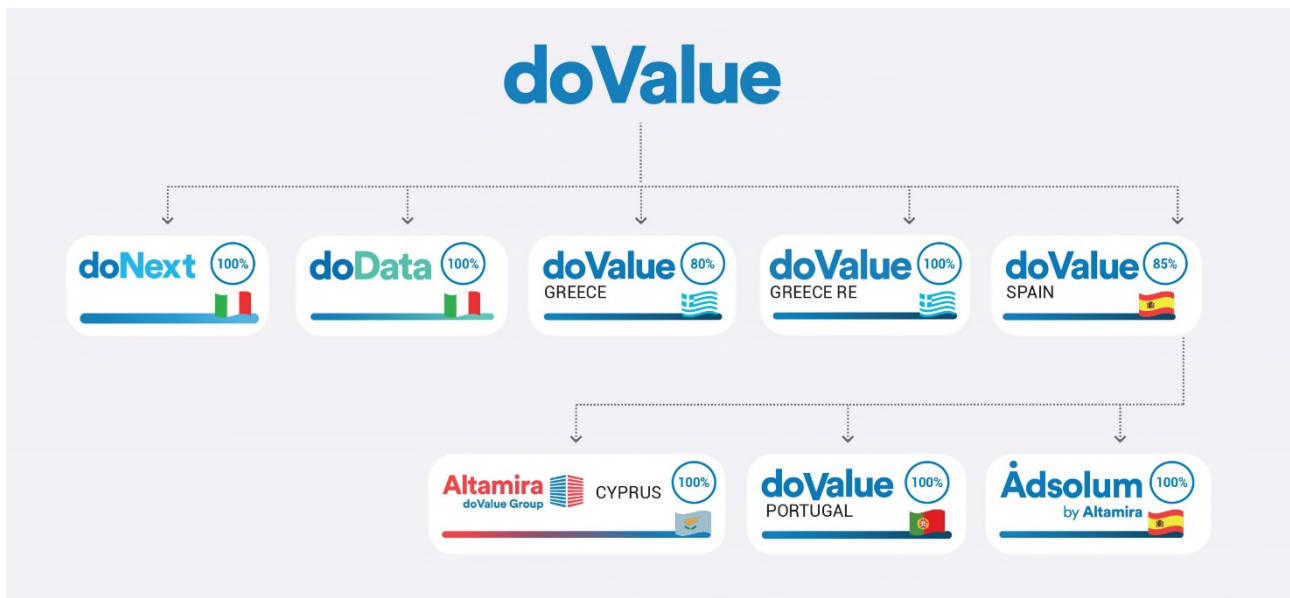 doValue
doNext 100%
doData 100%
doValue 80%
GREECE
doValue 100%
GREECE RE
doValue 85%
SPAIN
Altamira
doValue Group
CYPRUS 100%
doValue 100%
PORTUGAL
Ådsolum 100%
by Altamira